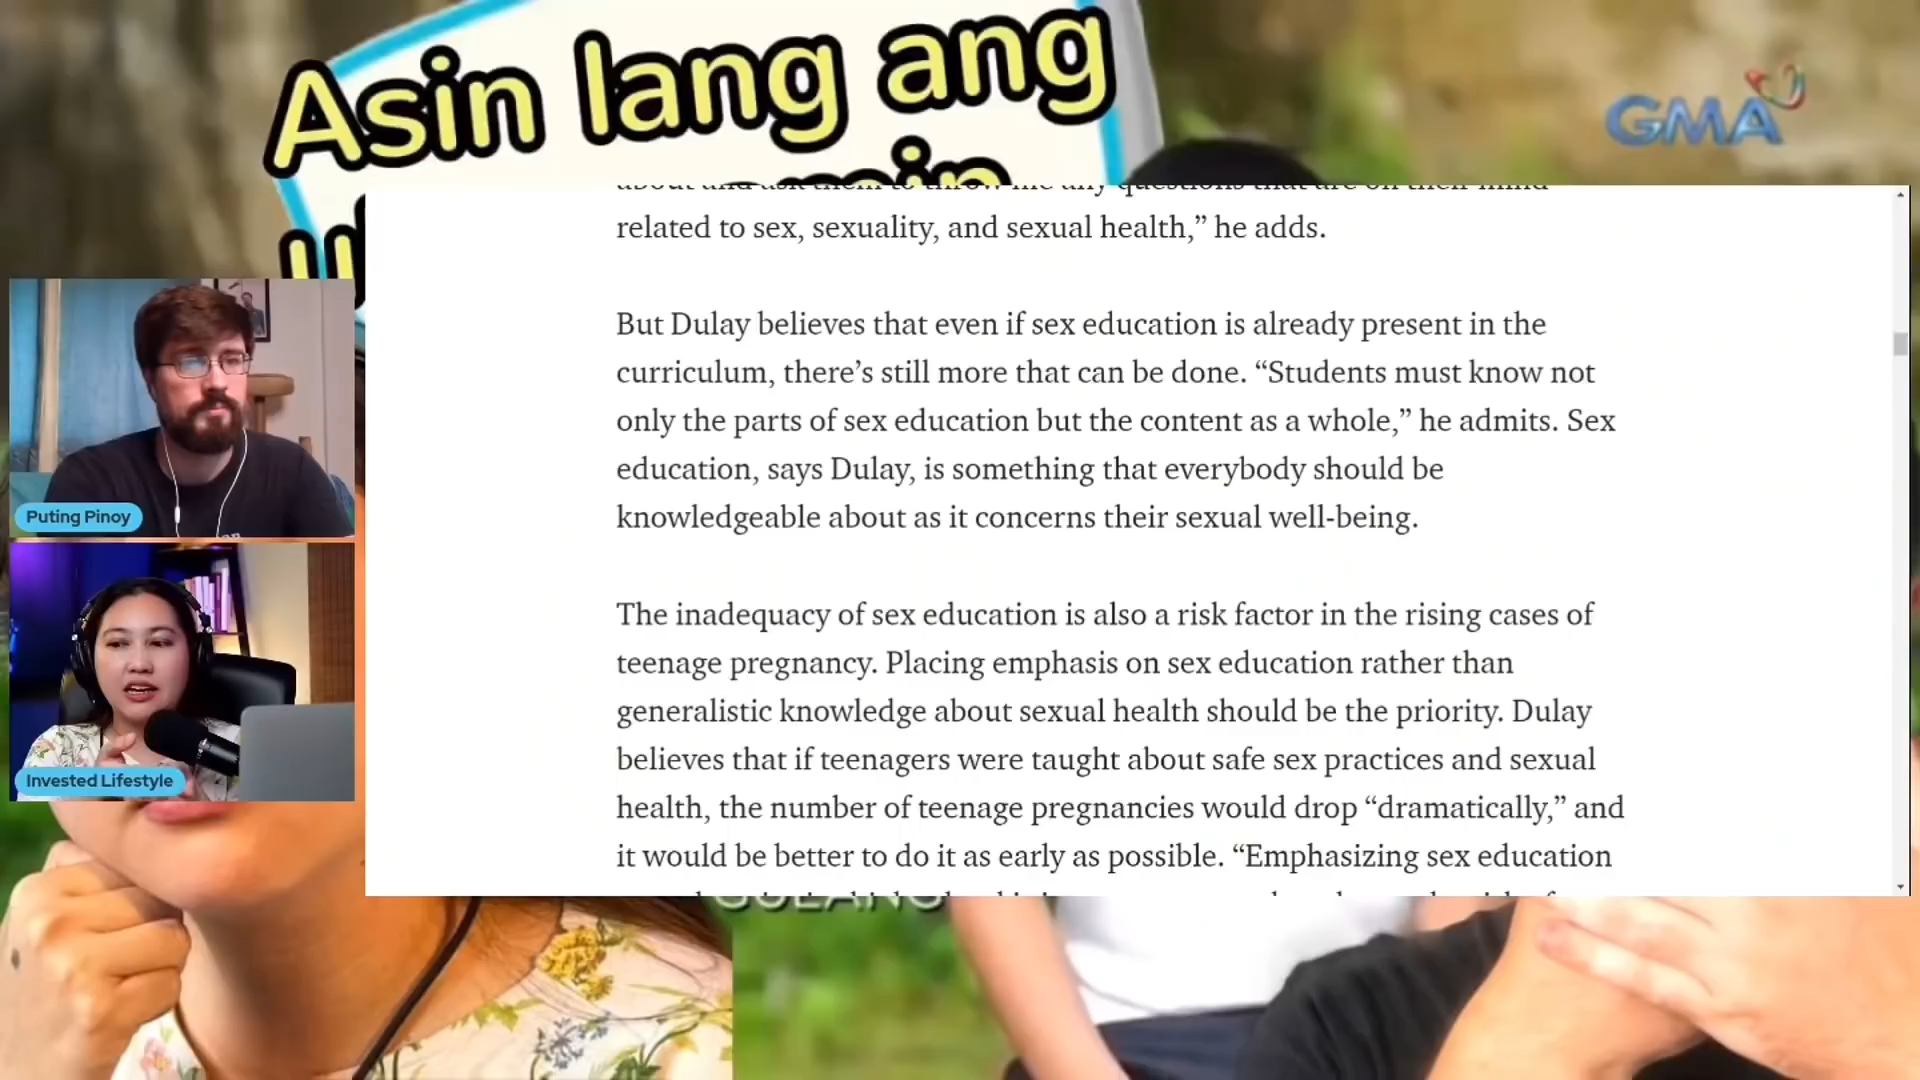 Asin lang ang
GMA
related to sex, sexuality, and sexual health,” he adds.
But Dulay believes that even if sex education is already present in the
curriculum, there’s still more that can be done. “Students must know not
only the parts of sex education but the content as a whole,” he admits. Sex
education, says Dulay, is something that everybody should be
knowledgeable about as it concerns their sexual well-being.
The inadequacy of sex education is also a risk factor in the rising cases of
teenage pregnancy. Placing emphasis on sex education rather than
generalistic knowledge about sexual health should be the priority. Dulay
believes that if teenagers were taught about safe sex practices and sexual
health, the number of teenage pregnancies would drop “dramatically,” and
it would be better to do it as early as possible. “Emphasizing sex education
Puting Pinoy
Invested Lifestyle